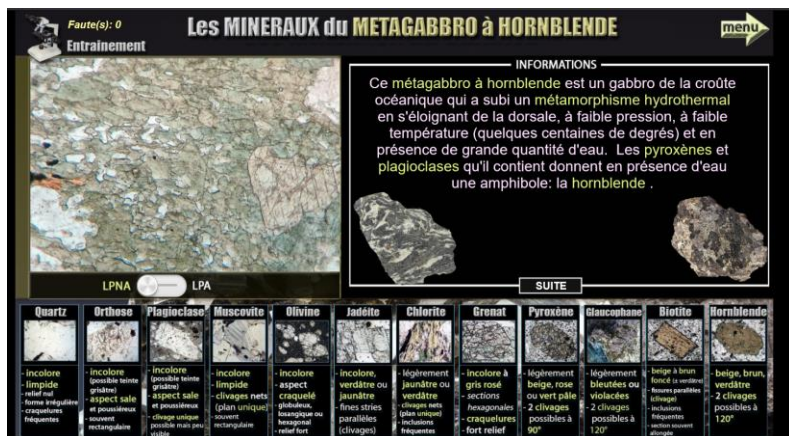 Faute(s): 0
Entraînement
Les MINERAUX du METAGABBRO à HORNBLENDE
menu
INFORMATIONS
Ce métagabbro à hornblende est un gabbro de la croûte
océanique qui a subi un métamorphisme hydrothermal
en s'éloignant de la dorsale, à faible pression, à faible
température (quelques centaines de degrés) et en
présence de grande quantité d'eau. Les pyroxènes et
plagioclases qu'il contient donnent en présence d'eau
une amphibole: la hornblende .
SUITE
LPNA
LPA
Quartz
- incolore
- limpide
- relief nul
- forme irrégulière
- craquelures
fréquentes
Orthose
- incolore
(possible teinte
grisâtre)
- aspect sale
et poussiéreux
- souvent
rectangulaire
Plagioclase
- incolore
(possible teinte
grisâtre)
- aspect sale
et poussiéreux
- clivage unique
possible mais peu
visible
Muscovite
- incolore
- limpide
- clivages nets
(plan unique)
- souvent
rectangulaire
Olivine
- incolore
- aspect
craquelé
- globuleux,
losangique ou
hexagonal
- relief fort
Jadéite
- incolore,
verdâtre ou
jaunâtre
- fines stries
parallèles
(clivages)
Chlorite
- légèrement
jaunâtre ou
verdâtre
- clivages nets
(plan unique)
- inclusions
fréquentes
Grenat
- incolore à
gris rosé
- sections
hexagonales
- craquelures
- fort relief
Pyroxène
- légèrement
beige, rose
ou vert pâle
- 2 clivages
possibles à
90°
Glaucophane
- légèrement
bleutées ou
violacées
- 2 clivages
possibles à
120°
Biotite
- beige à brun
foncé (± verdâtre)
- fissures parallèles
(clivage)
- inclusions
fréquentes
- section souvent
allongée
Hornblende
- beige, brun,
verdâtre
- 2 clivages
possibles à
120°